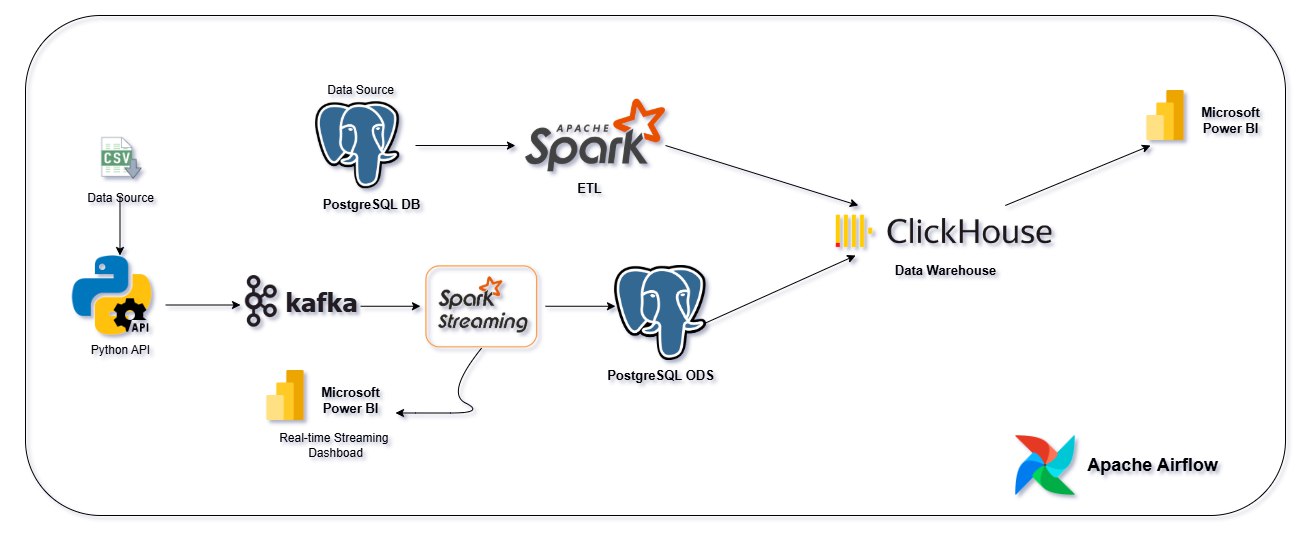 Data Source
PostgreSQL DB
APACHE
Spark
ETL
Microsoft
Power BI
CSV
Data Source
API
Python API
kafka
Spark
Streaming
PostgreSQL ODS
ClickHouse
Data Warehouse
Microsoft
Power BI
Real-time Streaming
Dashboad
Apache Airflow